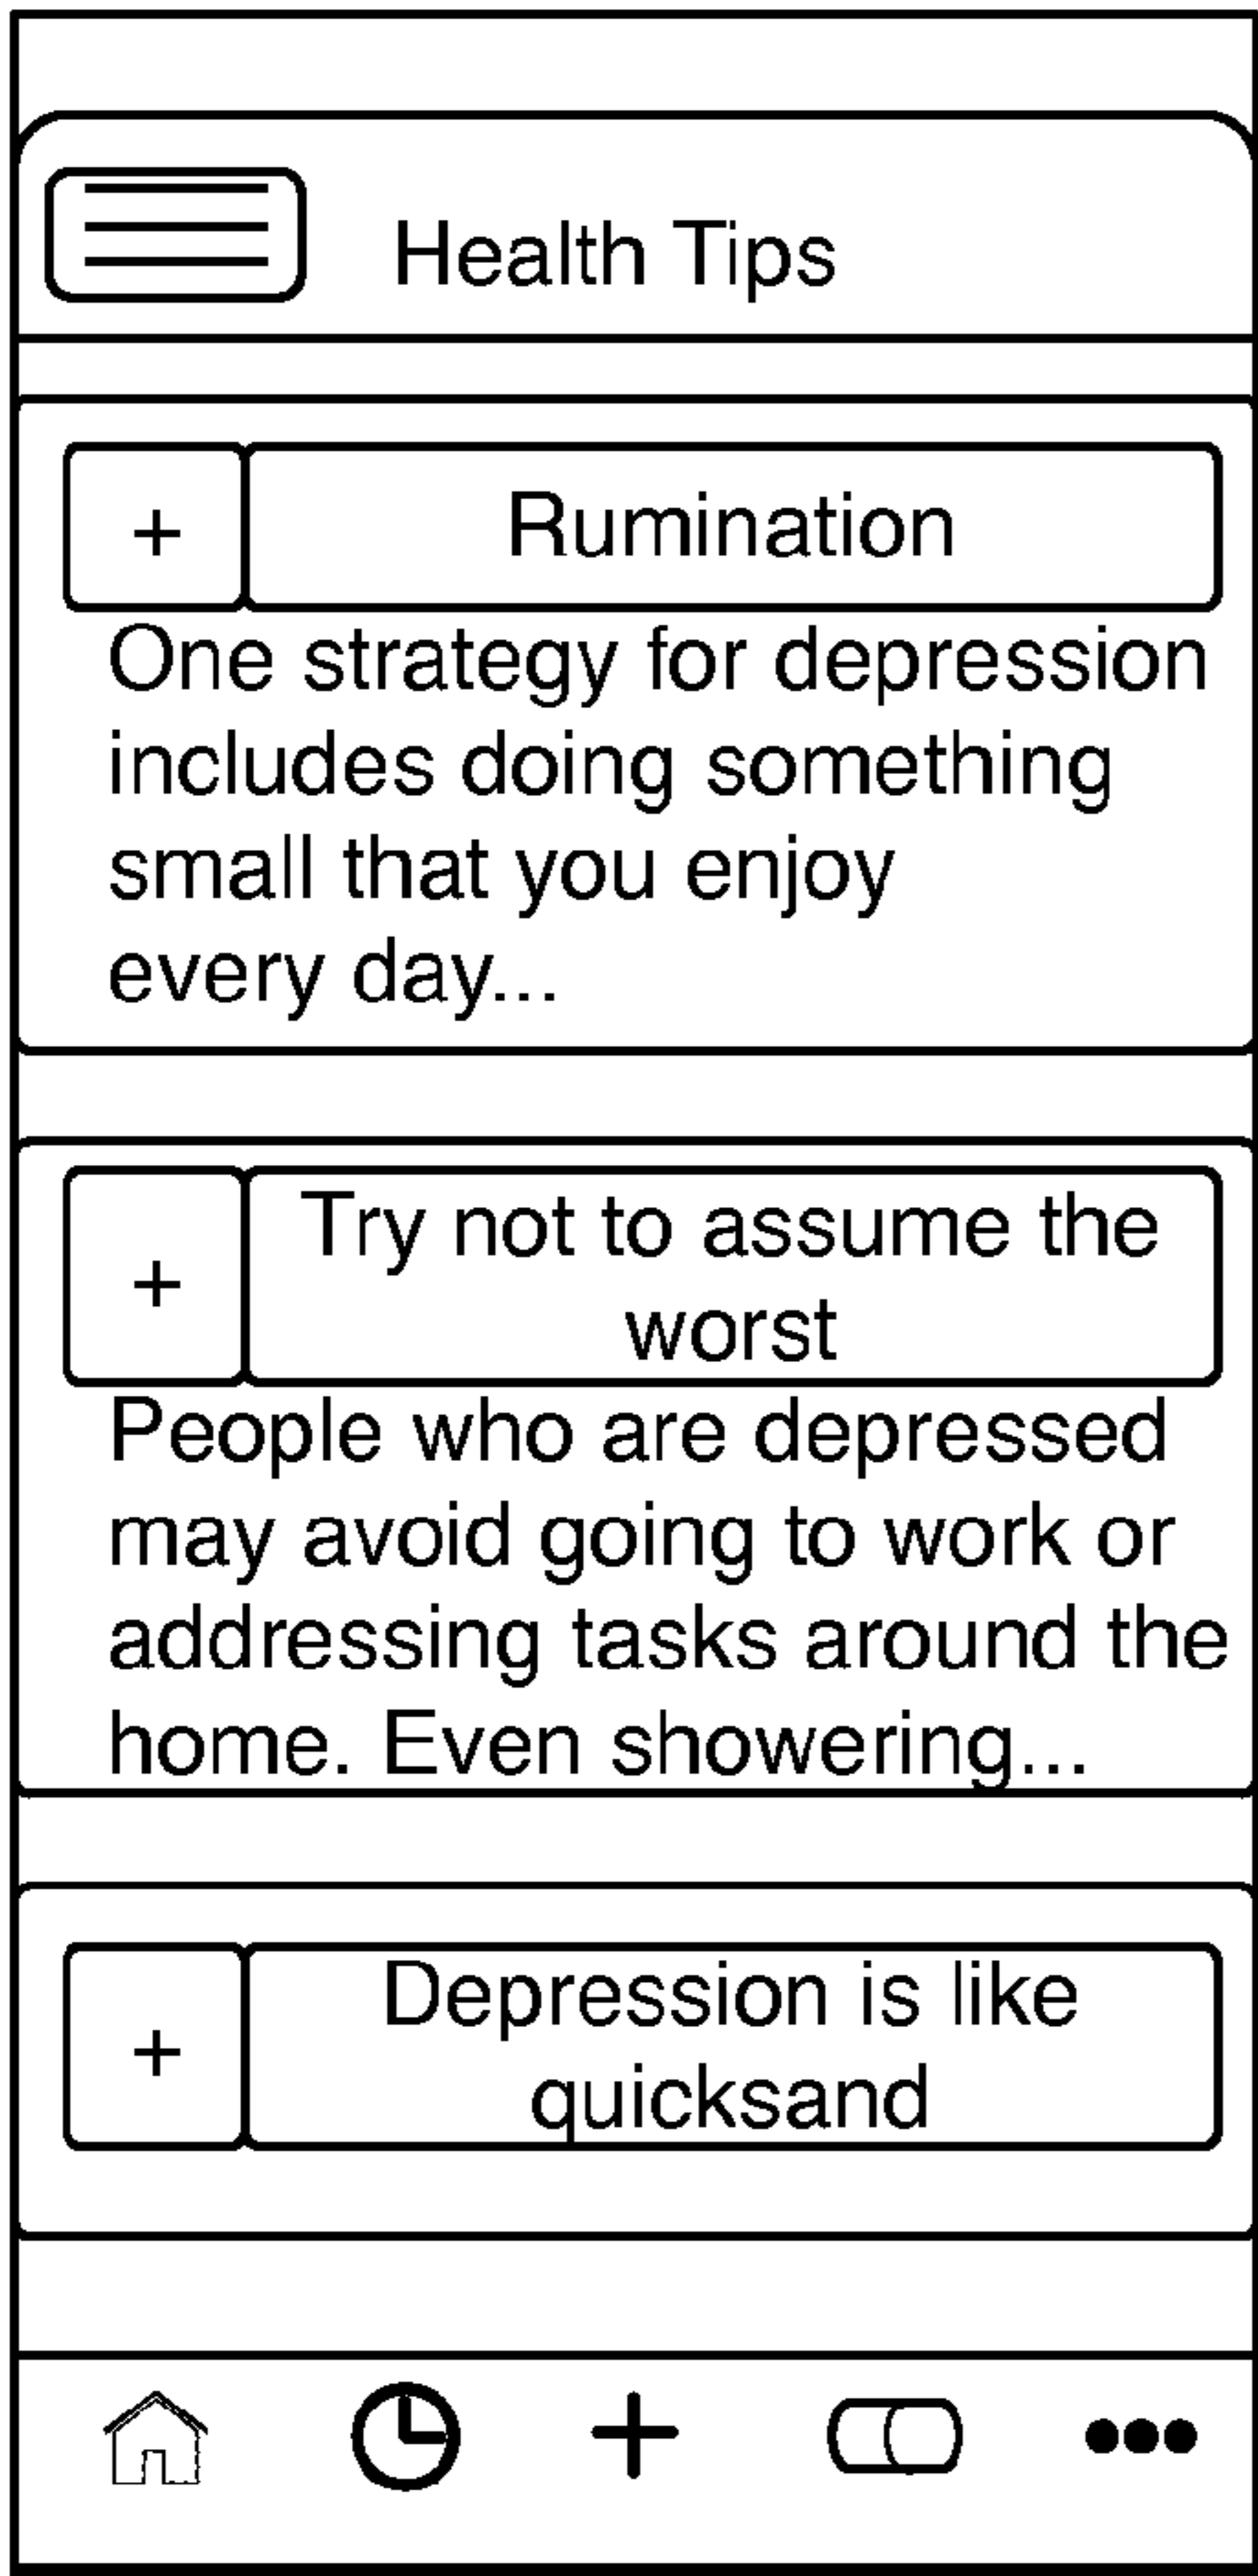 Health Tips
+
Rumination
One strategy for depression
includes doing something
small that you enjoy
every day...
+
Try not to assume the
worst
People who are depressed
may avoid going to work or
addressing tasks around the
home. Even showering...
+
Depression is like
quicksand
+